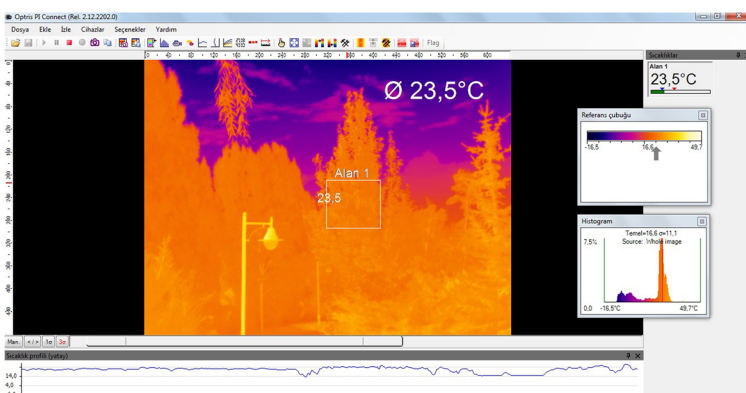 Optris PI Connect (Rel. 2.12.2202.0)
Dosya Ekle İzle Cihazlar Seçenekler Yardım
Flag
Sıcaklıklar
Alan 1
23,5°C
Ø 23,5°C
Alan 1
23.5
Referans çubuğu
-16,5 16,6 49,7
Histogram
Temel=16,6 σ=11,1
Source: Whole image
7,5%
0,0 -16,5°C 49,7°C
Man. </> 1σ 3σ
Sıcaklık profili (yatay)
14,0
4,0